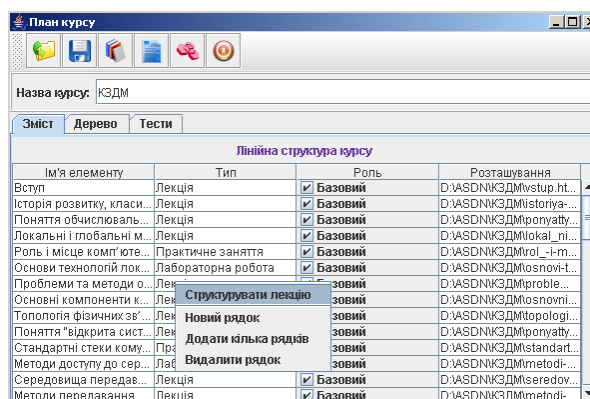 План курсу
Назва курсу: КЗДМ
Зміст Дерево Тести
Лінійна структура курсу
Ім'я елементу Тип Роль Розташування
Вступ Лекція Базовий D:\ASDN\КЗДМ\vstup.ht...
Історія розвитку, класи... Лекція Базовий D:\ASDN\КЗДМ\istoriya-...
Поняття обчислюваль... Лекція Базовий D:\ASDN\КЗДМ\ponyatty...
Локальні і глобальні м... Лекція Базовий D:\ASDN\КЗДМ\lokal_ni...
Роль і місце комп'юте... Практичне заняття Базовий D:\ASDN\КЗДМ\rol_-i-m...
Основи технологій лок... Лабораторна робота Базовий D:\ASDN\КЗДМ\osnovi-t...
Проблеми та методи о... D:\ASDN\КЗДМ\proble...
Структурувати лекцію
Основні компоненти к... зовий D:\ASDN\КЗДМ\osnovni...
Новий рядок
Топологія фізичних зв'... зовий D:\ASDN\КЗДМ\topologi...
Додати кілька рядків
Поняття "відкрита сист... зовий D:\ASDN\КЗДМ\ponyatty...
Стандартні стеки кому... зовий D:\ASDN\КЗДМ\standart...
Видалити рядок
Методи доступу до сер... зовий D:\ASDN\КЗДМ\metodi-...
Середовища передав... Лекція Базовий D:\ASDN\КЗДМ\seredov...
Методи передавання Лекція Базовий D:\ASDN\КЗДМ\metodi-